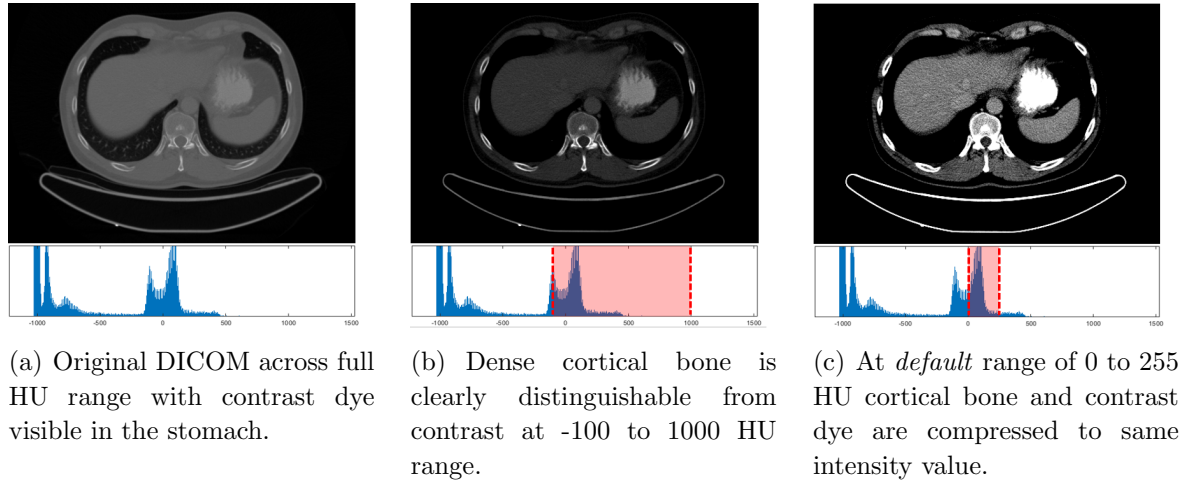 -1000 -500 0 500 1000 1500
-1000 -500 0 500 1000 1500
-1000 -500 0 500 1000 1500
(a) Original DICOM across full
HU range with contrast dye
visible in the stomach.
(b) Dense cortical bone is
clearly distinguishable from
contrast at -100 to 1000 HU
range.
(c) At default range of 0 to 255
HU cortical bone and contrast
dye are compressed to same
intensity value.